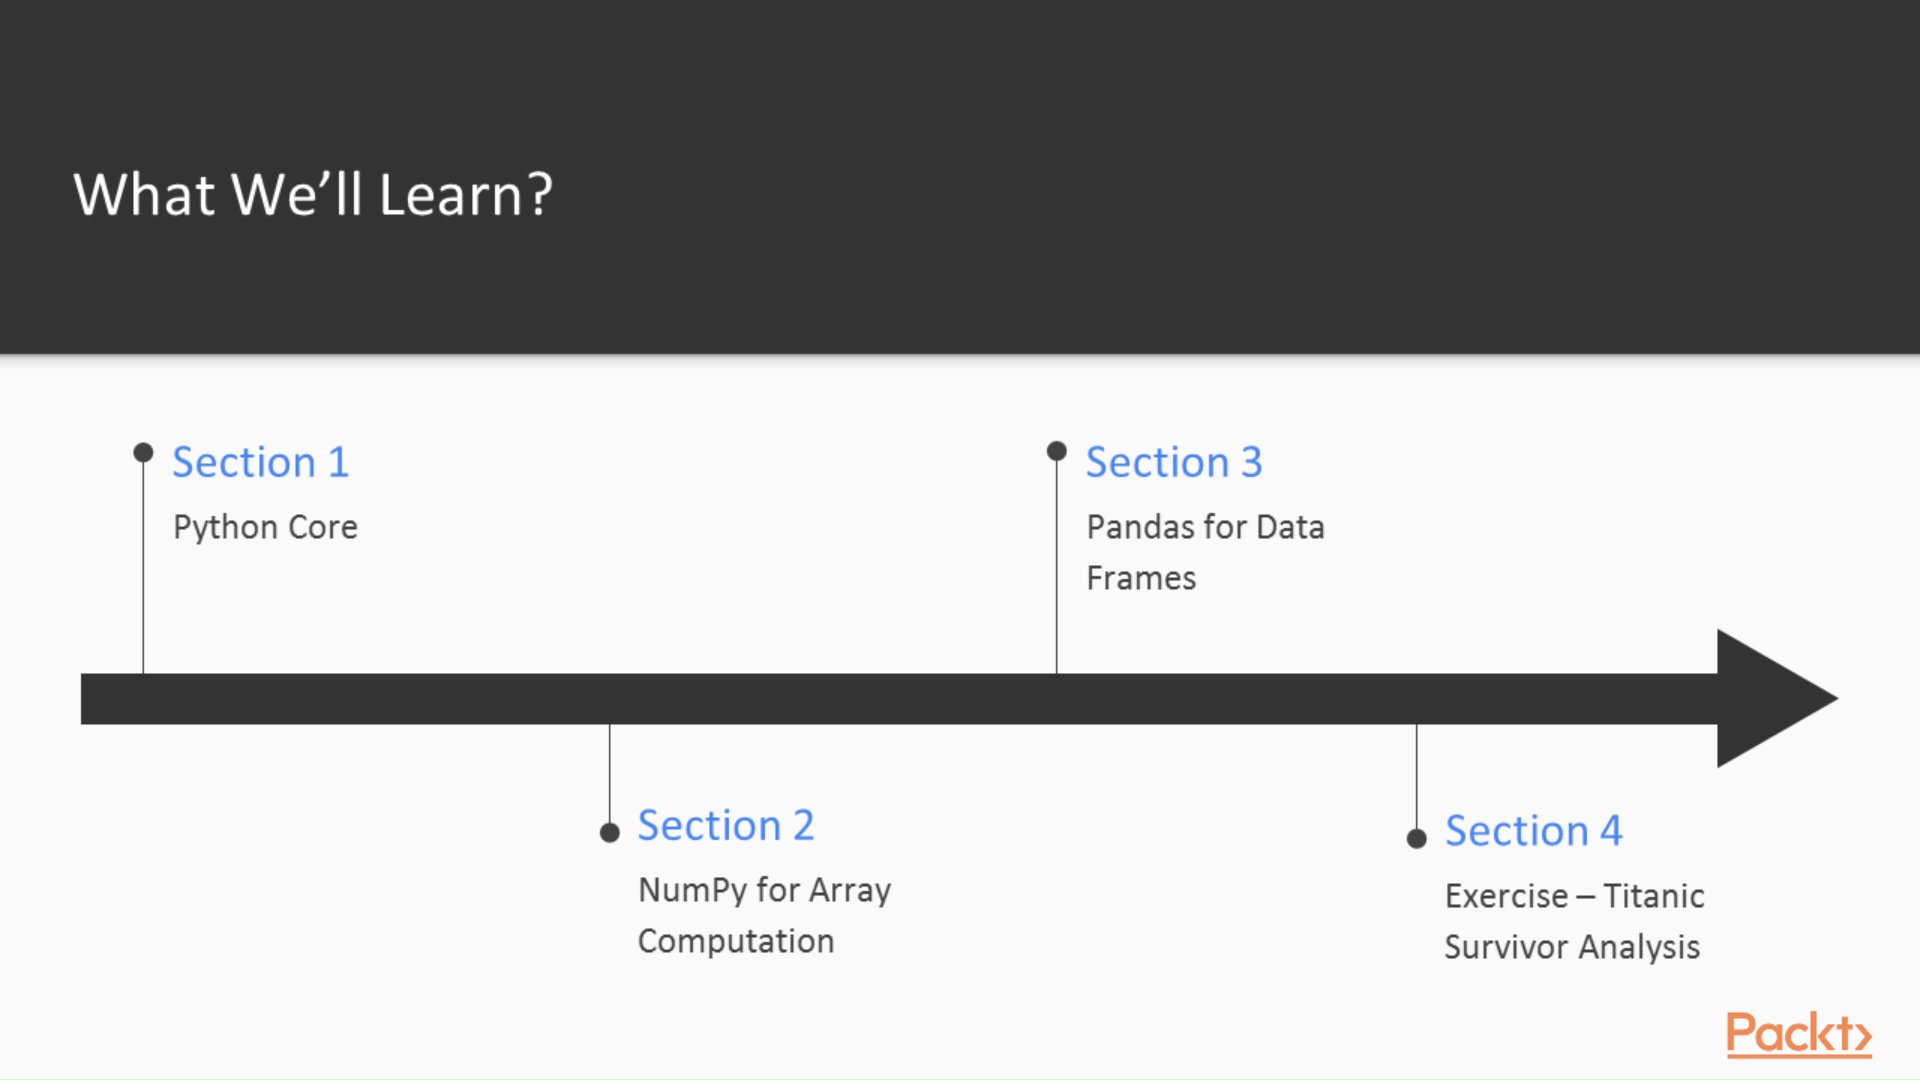 What We’ll Learn?
Section 1
Python Core
Section 2
NumPy for Array
Computation
Section 3
Pandas for Data
Frames
Section 4
Exercise – Titanic
Survivor Analysis
Packt>